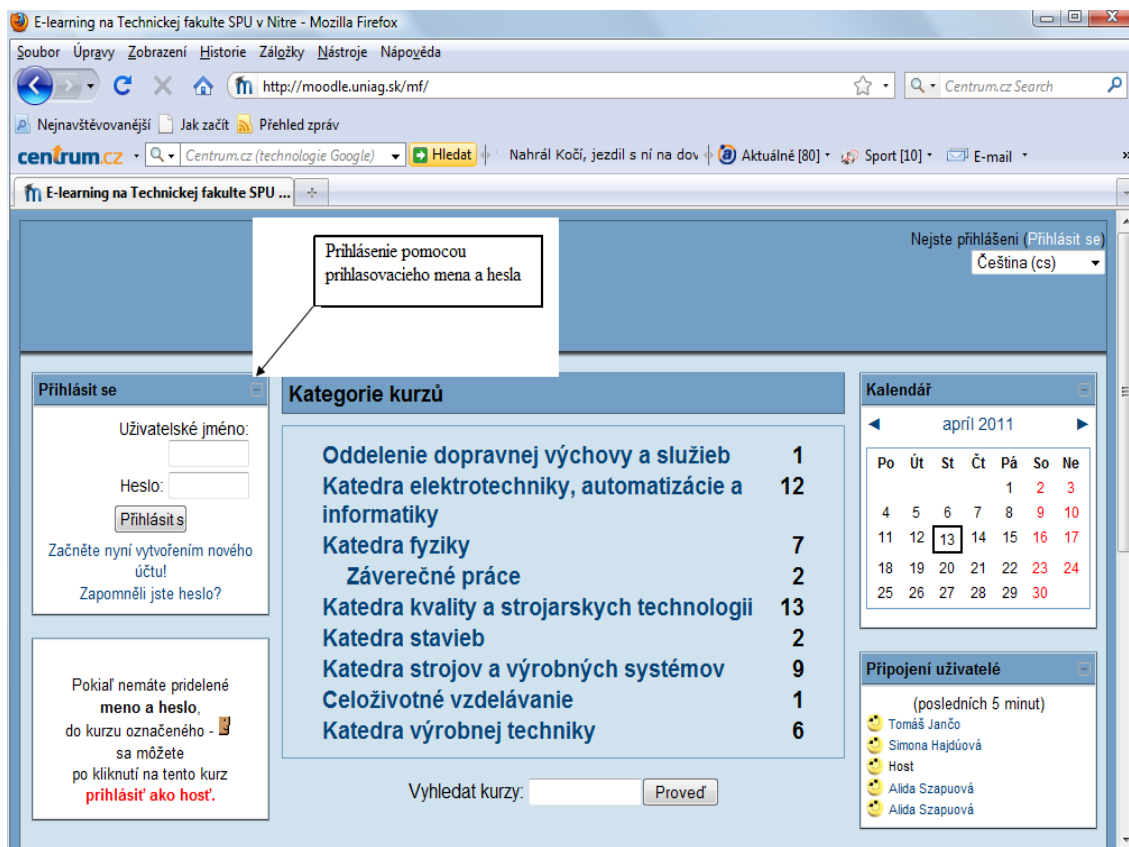 E-learning na Technickej fakulte SPU v Nitre - Mozilla Firefox
Soubor Úpravy Zobrazení Historie Záložky Nástroje Nápověda
http://moodle.uniag.sk/mf/
Centrum.cz Search
Nejnavštěvovanější Jak začít Přehled zpráv
centrum.cz Centrum.cz (technologie Google) Hledat Nahrál Kočí, jezdil s ní na dov Aktuálně [80] Sport [10] E-mail
E-learning na Technickej fakulte SPU ...
Nejste přihlášeni (Přihlásit se)
Čeština (cs)
Prihlásenie pomocou
prihlasovacieho mena a hesla
Přihlásit se
Uživatelské jméno:
Heslo:
Přihlásit s
Začněte nyní vytvořením nového
účtu!
Zapomněli jste heslo?
Pokiaľ nemáte pridelené
meno a heslo,
do kurzu označeného -
sa môžete
po kliknutí na tento kurz
prihlásiť ako hosť.
Kategorie kurzů
Oddelenie dopravnej výchovy a služieb 1
Katedra elektrotechniky, automatizácie a 12
informatiky
Katedra fyziky 7
Záverečné práce 2
Katedra kvality a strojarskych technologii 13
Katedra stavieb 2
Katedra strojov a výrobných systémov 9
Celoživotné vzdelávanie 1
Katedra výrobnej techniky 6
Vyhledat kurzy: Proveď
Kalendář
apríl 2011
Po Út St Čt Pá So Ne
1 2 3
4 5 6 7 8 9 10
11 12 13 14 15 16 17
18 19 20 21 22 23 24
25 26 27 28 29 30
Připojení uživatelé
(posledních 5 minut)
Tomáš Jančo
Simona Hajdúová
Host
Alida Szapuová
Alida Szapuová